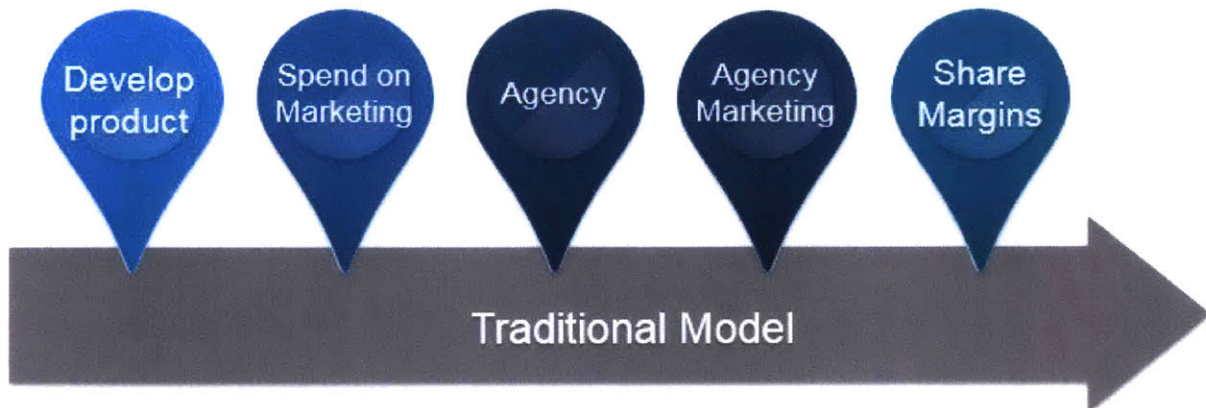 Develop
product
Spend on
Marketing
Agency
Agency
Marketing
Share
Margins
Traditional Model